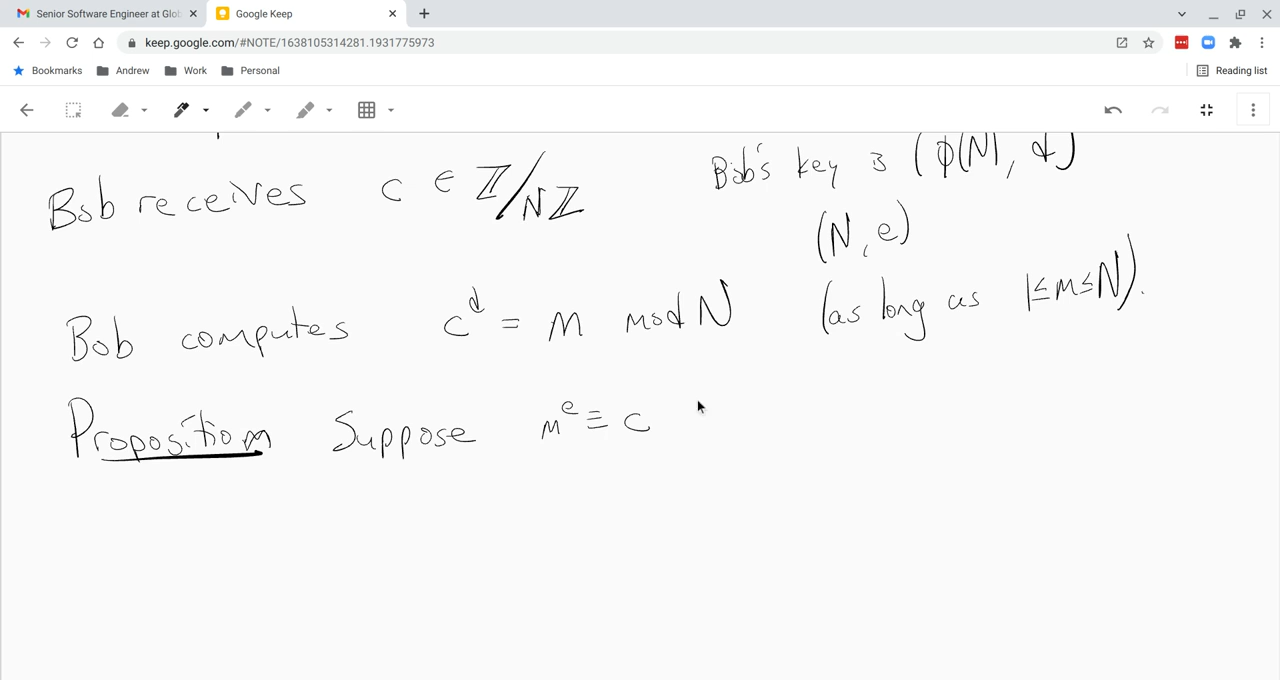 Senior Software Engineer at Glo
Google Keep
keep.google.com/#NOTE/1638105314281.1931775973
Bookmarks Andrew Work Personal Reading list
Bob's key is (φ(N), d)
Bob receives c ∈ ℤ/Nℤ
(N, e)
Bob computes c^d = m mod N (as long as 1≤m≤N).
Proposition Suppose m^e ≡ c